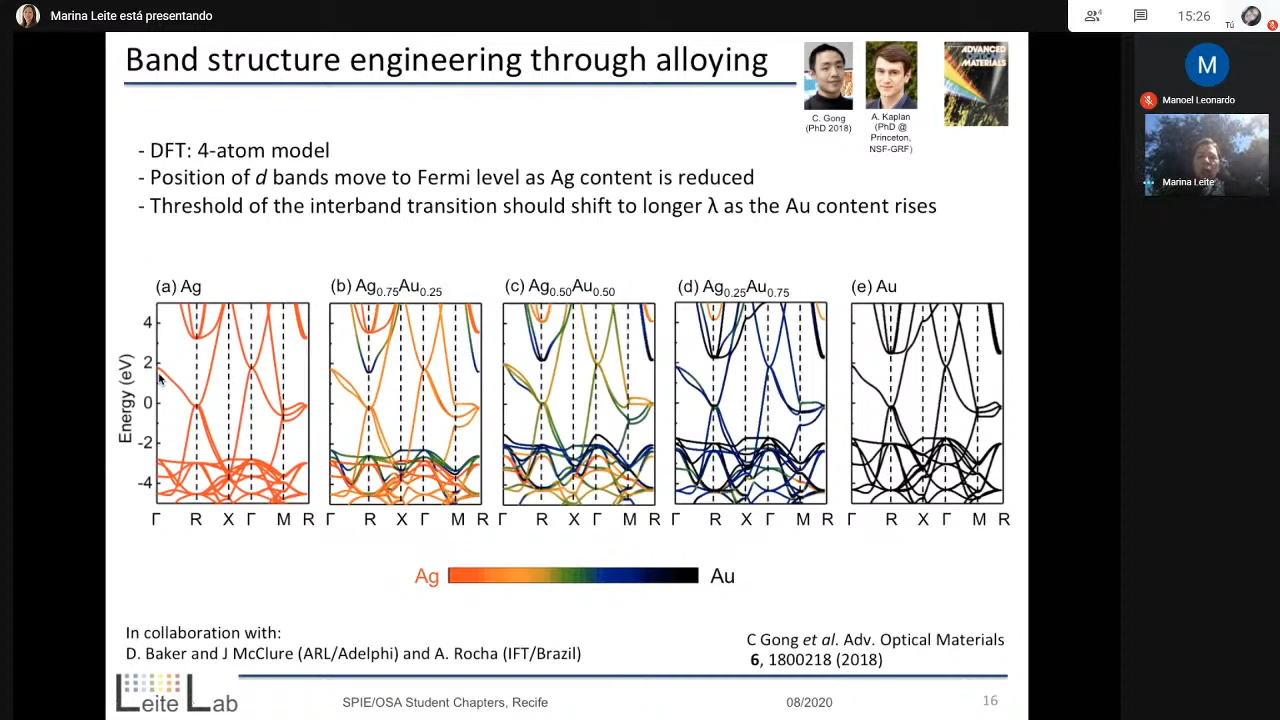 Marina Leite está presentando
4
15:26
Tú
Band structure engineering through alloying
C. Gong
(PhD 2018)
A. Kaplan
(PhD @
Princeton,
NSF-GRF)
ADVANCED
OPTICAL
MATERIALS
M
Manoel Leonardo
Marina Leite
- DFT: 4-atom model
- Position of d bands move to Fermi level as Ag content is reduced
- Threshold of the interband transition should shift to longer λ as the Au content rises
(a) Ag
(b) Ag0.75Au0.25
(c) Ag0.50Au0.50
(d) Ag0.25Au0.75
(e) Au
Energy (eV)
4
2
0
-2
-4
Γ R X Γ M R
Γ R X Γ M R
Γ R X Γ M R
Γ R X Γ M R
Γ R X Γ M R
Ag
Au
In collaboration with:
D. Baker and J McClure (ARL/Adelphi) and A. Rocha (IFT/Brazil)
C Gong et al. Adv. Optical Materials
6, 1800218 (2018)
Leite Lab
SPIE/OSA Student Chapters, Recife
08/2020
16